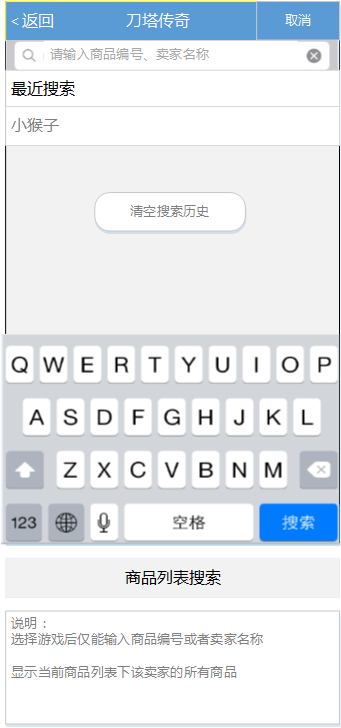 < 返回 刀塔传奇 取消
请输入商品编号、卖家名称
最近搜索
小猴子
清空搜索历史
Q W E R T Y U I O P
A S D F G H J K L
Z X C V B N M
123 空格 搜索
商品列表搜索
说明：
选择游戏后仅能输入商品编号或者卖家名称
显示当前商品列表下该卖家的所有商品